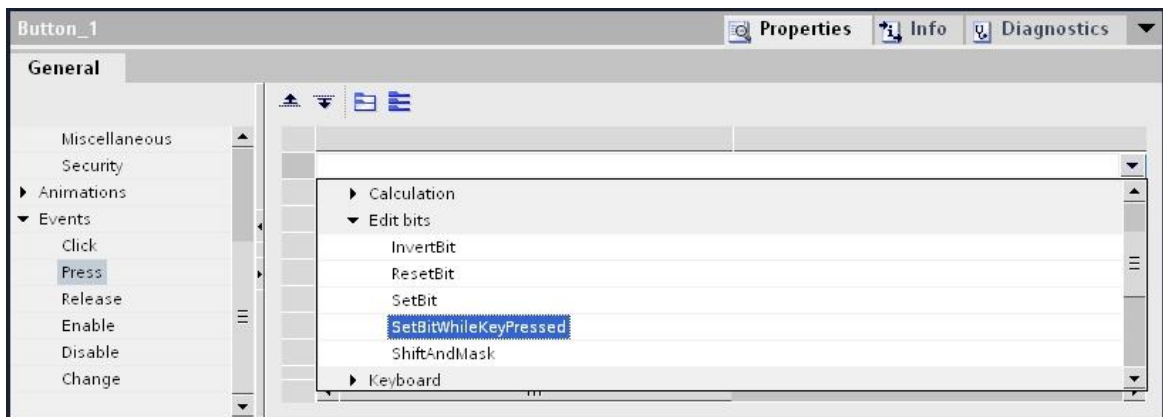 Button_1
Properties
Info
Diagnostics
General
Miscellaneous
Security
Animations
Events
Click
Press
Release
Enable
Disable
Change
Calculation
Edit bits
InvertBit
ResetBit
SetBit
SetBitWhileKeyPressed
ShiftAndMask
Keyboard